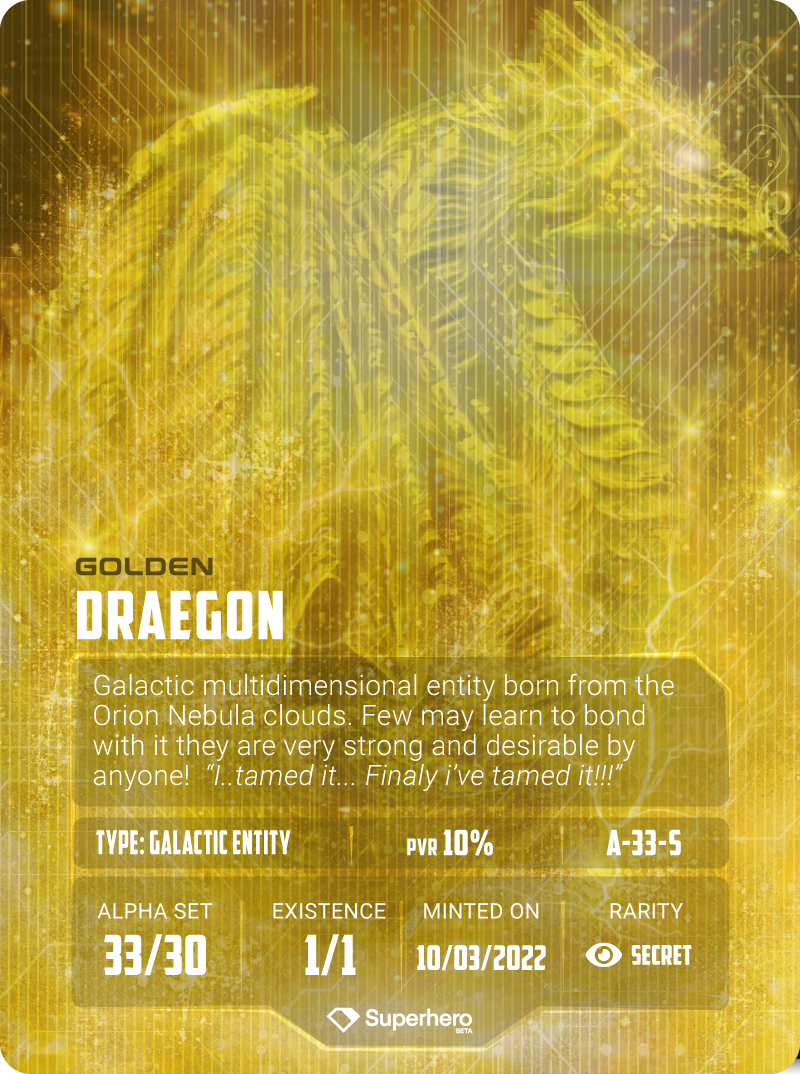 GOLDEN
DRAEGON
Galactic multidimensional entity born from the
Orion Nebula clouds. Few may learn to bond
with it they are very strong and desirable by
anyone! “I..tamed it... Finaly i’ve tamed it!!!”
TYPE: GALACTIC ENTITY PVR 10% A-33-S
ALPHA SET EXISTENCE MINTED ON RARITY
33/30 1/1 10/03/2022 SECRET
Superhero
BETA